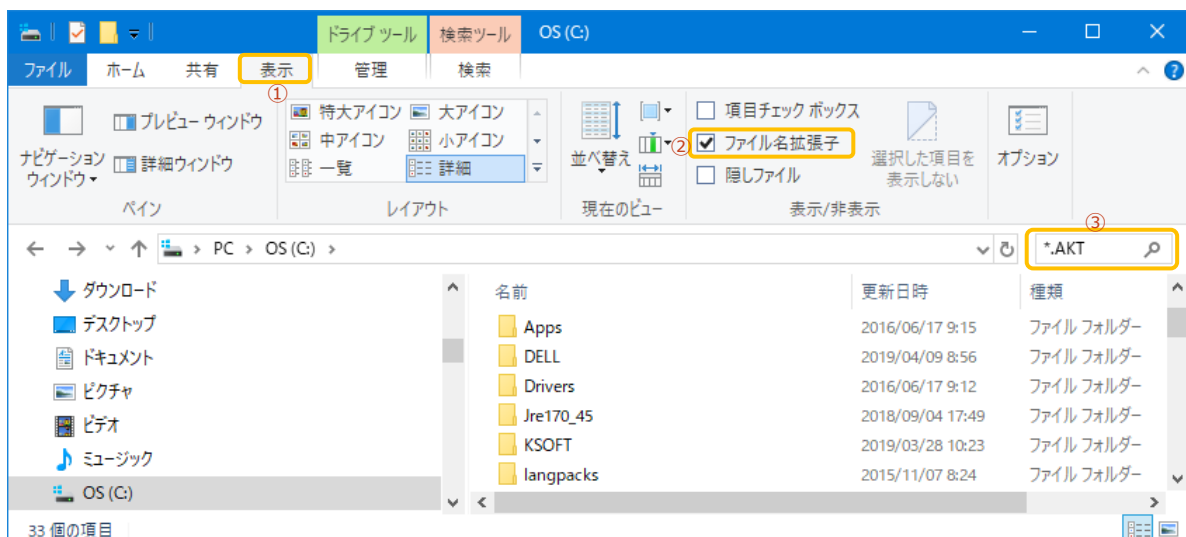 ドライブ ツール 検索ツール OS (C:)
ファイル ホーム 共有 表示 管理 検索
①
ナビゲーション
ウィンドウ
プレビュー ウィンドウ
詳細ウィンドウ
ペイン
特大アイコン 大アイコン
中アイコン 小アイコン
一覧 詳細
レイアウト
並べ替え
現在のビュー
②
項目チェック ボックス
ファイル名拡張子
隠しファイル
選択した項目を
表示しない
表示/非表示
オプション
③
PC > OS (C:) >
*.AKT
ダウンロード
デスクトップ
ドキュメント
ピクチャ
ビデオ
ミュージック
OS (C:)
名前 更新日時 種類
Apps 2016/06/17 9:15 ファイル フォルダー
DELL 2019/04/09 8:56 ファイル フォルダー
Drivers 2016/06/17 9:12 ファイル フォルダー
Jre170_45 2018/09/04 17:49 ファイル フォルダー
KSOFT 2019/03/28 10:23 ファイル フォルダー
langpacks 2015/11/07 8:24 ファイル フォルダー
33 個の項目